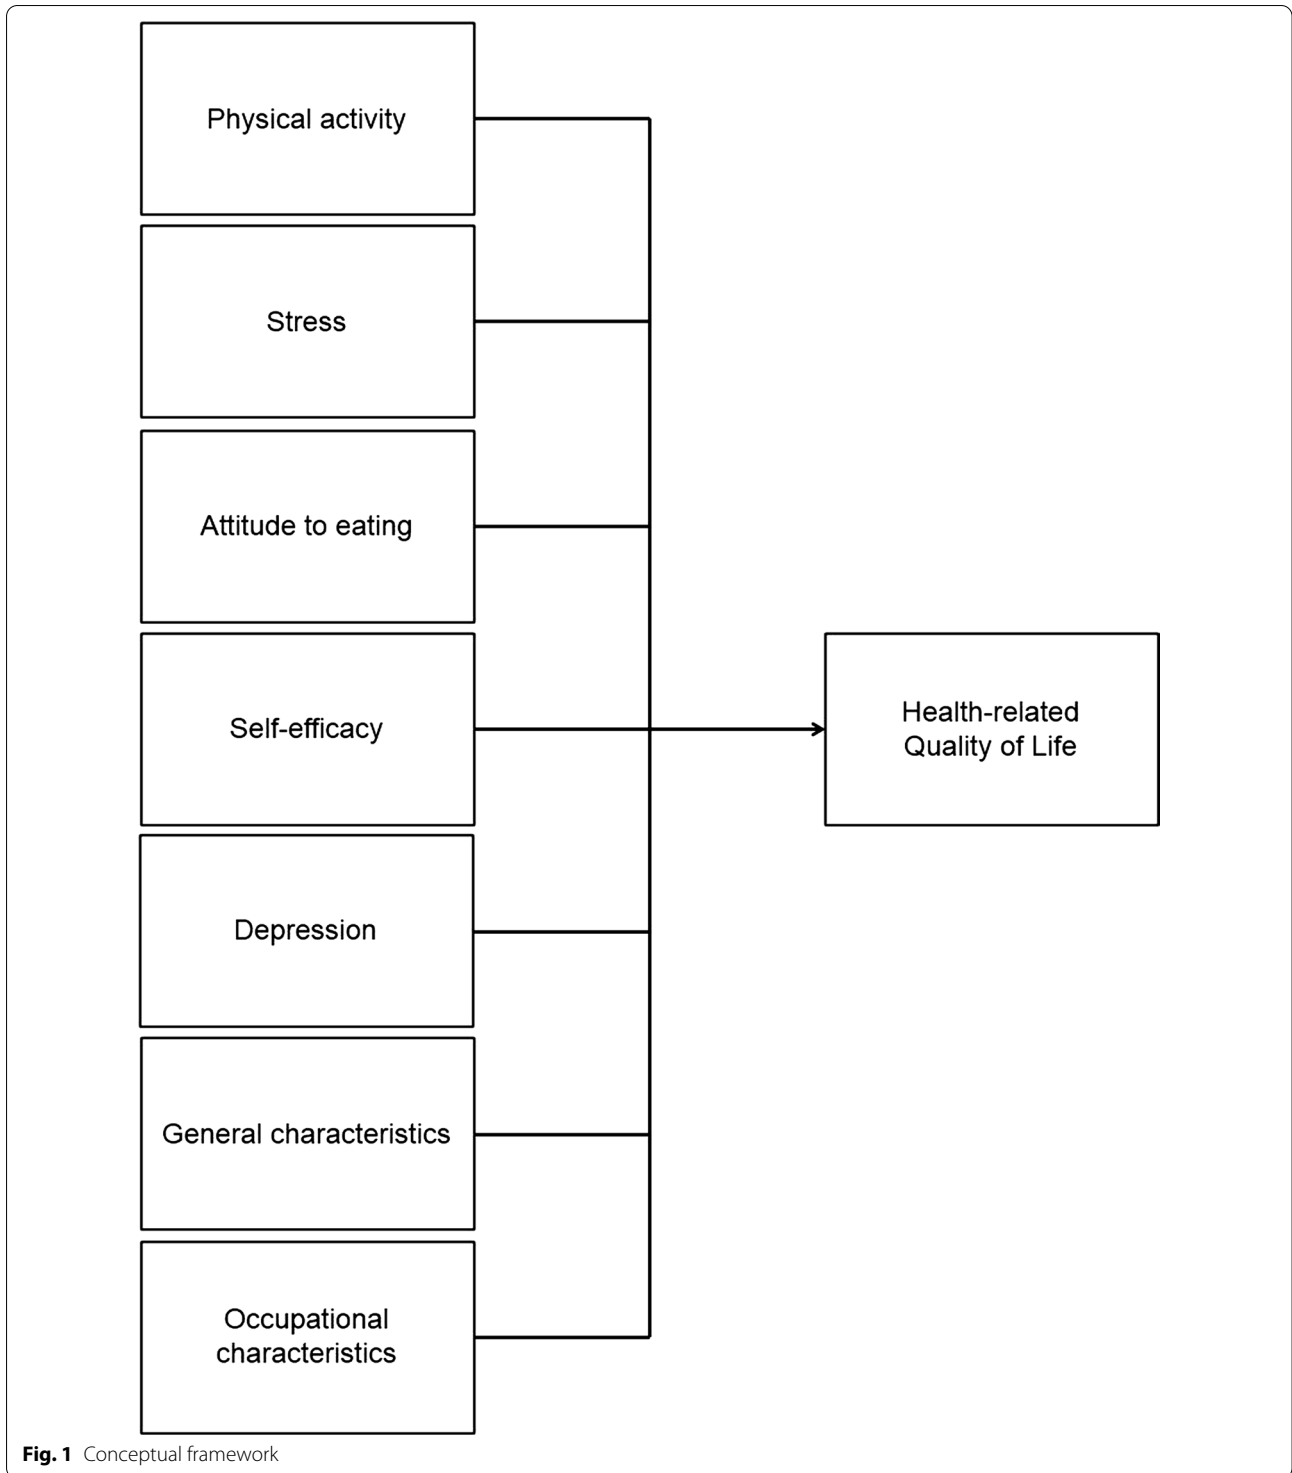 Physical activity
Stress
Attitude to eating
Self-efficacy
Health-related
Quality of Life
Depression
General characteristics
Occupational
characteristics
Fig. 1 Conceptual framework